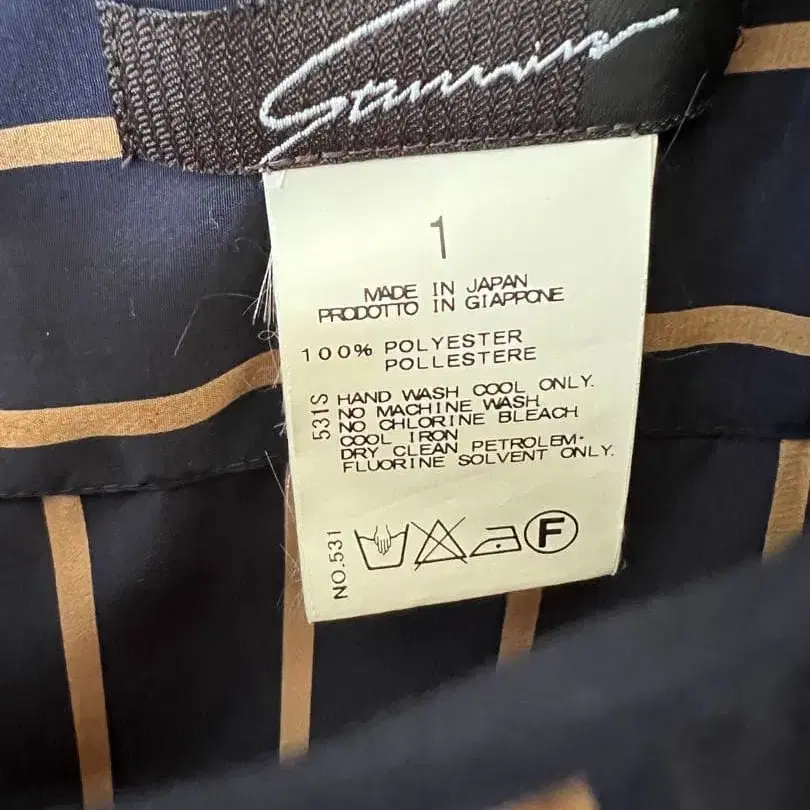 1
MADE IN JAPAN
PRODOTTO IN GIAPPONE
100% POLYESTER
POLLESTERE
531S
HAND WASH COOL ONLY.
NO MACHINE WASH
NO CHLORINE BLEACH
COOL IRON
DRY CLEAN PETROLEM·
FLUORINE SOLVENT ONLY.
NO.531
F